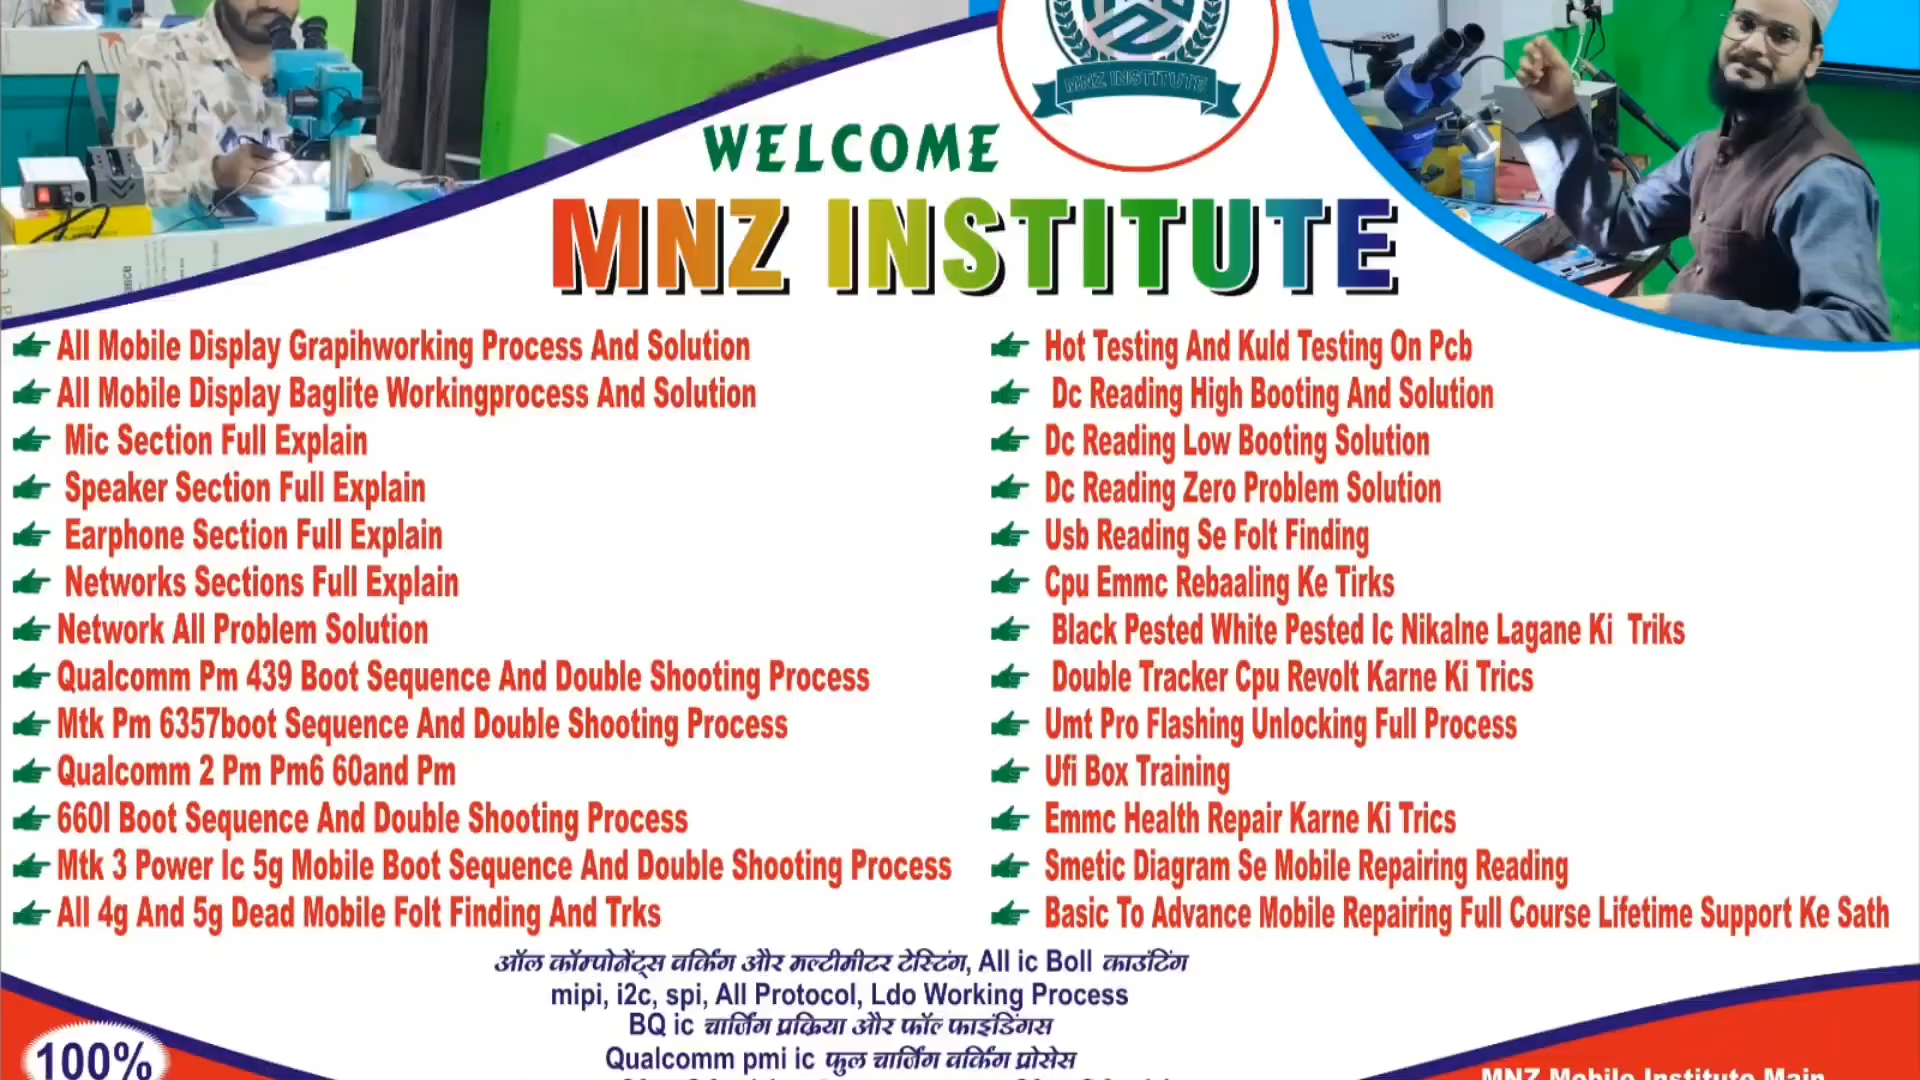 MNZ INSTITUTE
WELCOME
MNZ INSTITUTE
All Mobile Display Grapihworking Process And Solution
All Mobile Display Baglite Workingprocess And Solution
Mic Section Full Explain
Speaker Section Full Explain
Earphone Section Full Explain
Networks Sections Full Explain
Network All Problem Solution
Qualcomm Pm 439 Boot Sequence And Double Shooting Process
Mtk Pm 6357boot Sequence And Double Shooting Process
Qualcomm 2 Pm Pm6 60and Pm
660l Boot Sequence And Double Shooting Process
Mtk 3 Power Ic 5g Mobile Boot Sequence And Double Shooting Process
All 4g And 5g Dead Mobile Folt Finding And Trks
Hot Testing And Kuld Testing On Pcb
Dc Reading High Booting And Solution
Dc Reading Low Booting Solution
Dc Reading Zero Problem Solution
Usb Reading Se Folt Finding
Cpu Emmc Rebaaling Ke Tirks
Black Pested White Pested Ic Nikalne Lagane Ki Triks
Double Tracker Cpu Revolt Karne Ki Trics
Umt Pro Flashing Unlocking Full Process
Ufi Box Training
Emmc Health Repair Karne Ki Trics
Smetic Diagram Se Mobile Repairing Reading
Basic To Advance Mobile Repairing Full Course Lifetime Support Ke Sath
ऑल कॉम्पोनेंट्स वर्किंग और मल्टीमीटर टेस्टिंग, All ic Boll काउंटिंग
mipi, i2c, spi, All Protocol, Ldo Working Process
BQ ic चार्जिंग प्रक्रिया और फॉल्ट फाइंडिंगस
Qualcomm pmi ic फुल चार्जिंग वर्किंग प्रोसेस
100%
MNZ Mobile Institute Main